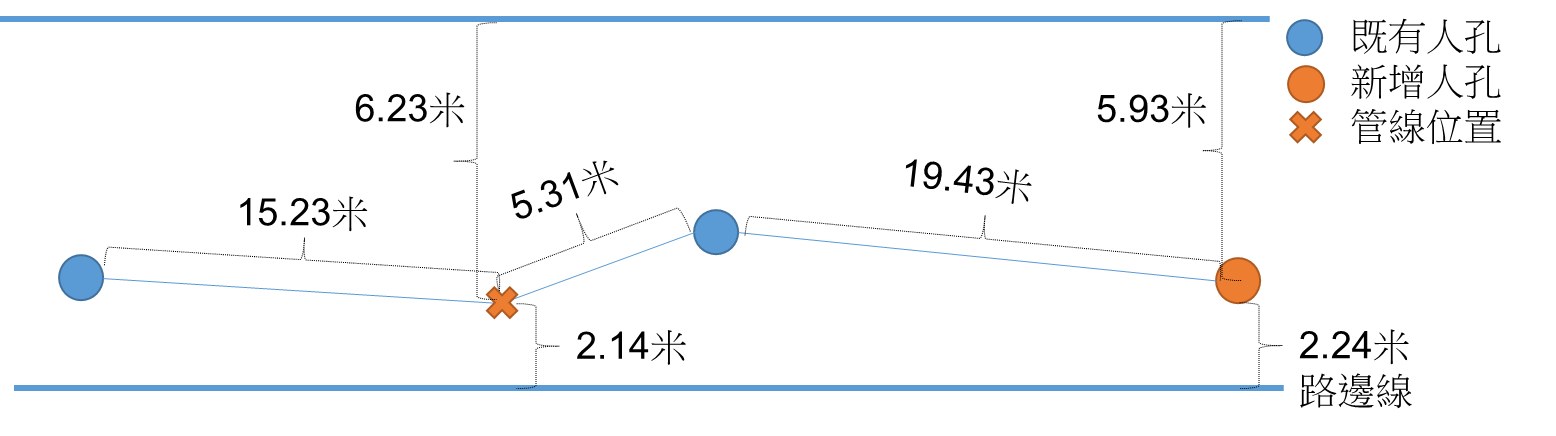 既有人孔
新增人孔
管線位置
6.23米
5.93米
15.23米
5.31米
19.43米
2.14米
2.24米
路邊線